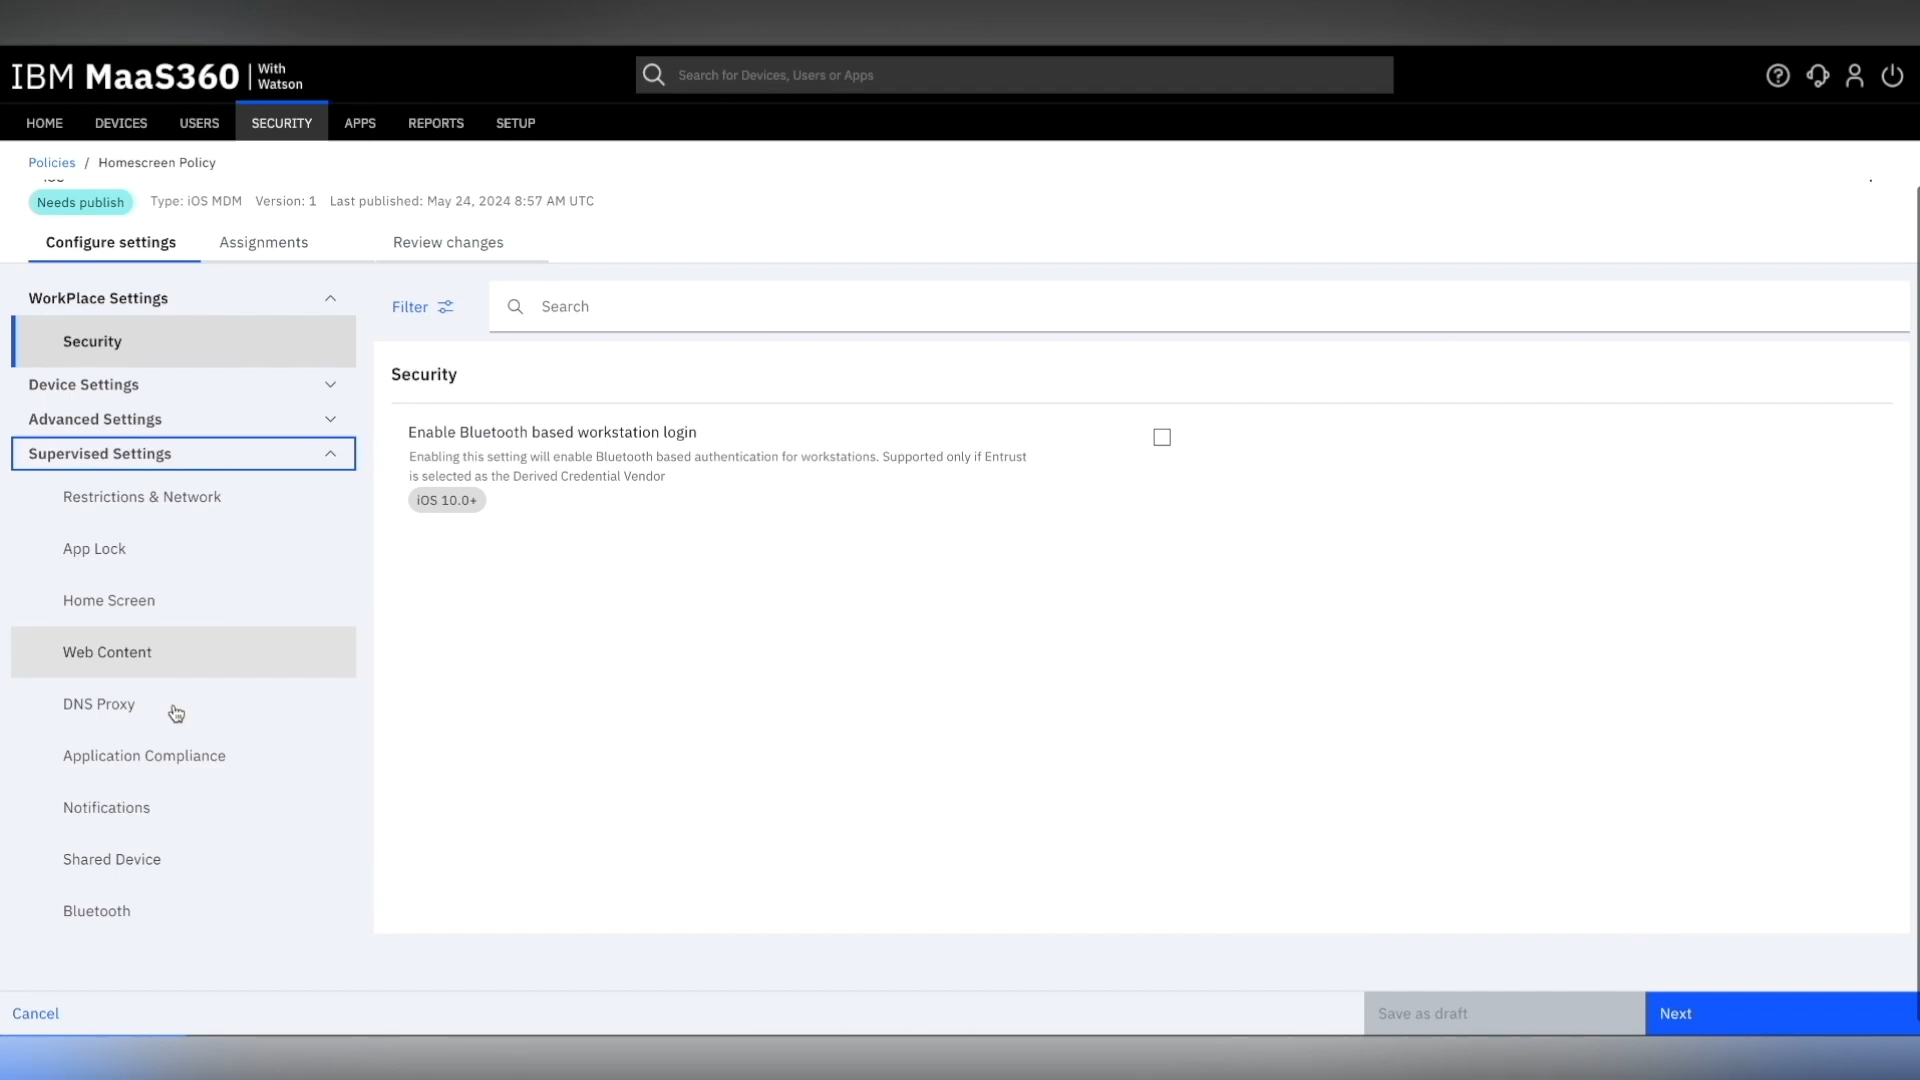 IBM MaaS360 | With Watson
Search for Devices, Users or Apps
HOME DEVICES USERS SECURITY APPS REPORTS SETUP
Policies / Homescreen Policy
iOS
Needs publish Type: iOS MDM Version: 1 Last published: May 24, 2024 8:57 AM UTC
Configure settings Assignments Review changes
WorkPlace Settings
Security
Device Settings
Advanced Settings
Supervised Settings
Restrictions & Network
App Lock
Home Screen
Web Content
DNS Proxy
Application Compliance
Notifications
Shared Device
Bluetooth
Filter Search
Security
Enable Bluetooth based workstation login
Enabling this setting will enable Bluetooth based authentication for workstations. Supported only if Entrust
is selected as the Derived Credential Vendor
iOS 10.0+
Cancel Save as draft Next